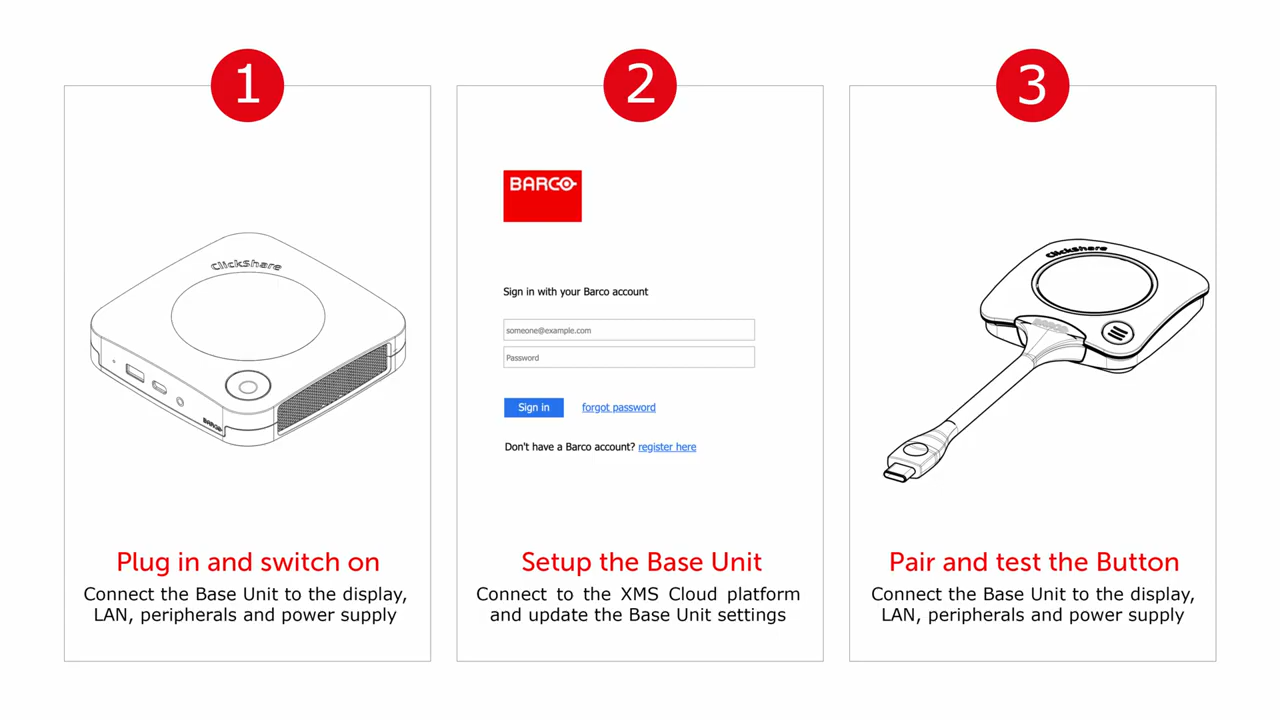 1
ClickShare
BARCO
Plug in and switch on
Connect the Base Unit to the display,
LAN, peripherals and power supply
2
BARCO
Sign in with your Barco account
someone@example.com
Password
Sign in forgot password
Don't have a Barco account? register here
Setup the Base Unit
Connect to the XMS Cloud platform
and update the Base Unit settings
3
ClickShare
BARCO
Pair and test the Button
Connect the Base Unit to the display,
LAN, peripherals and power supply